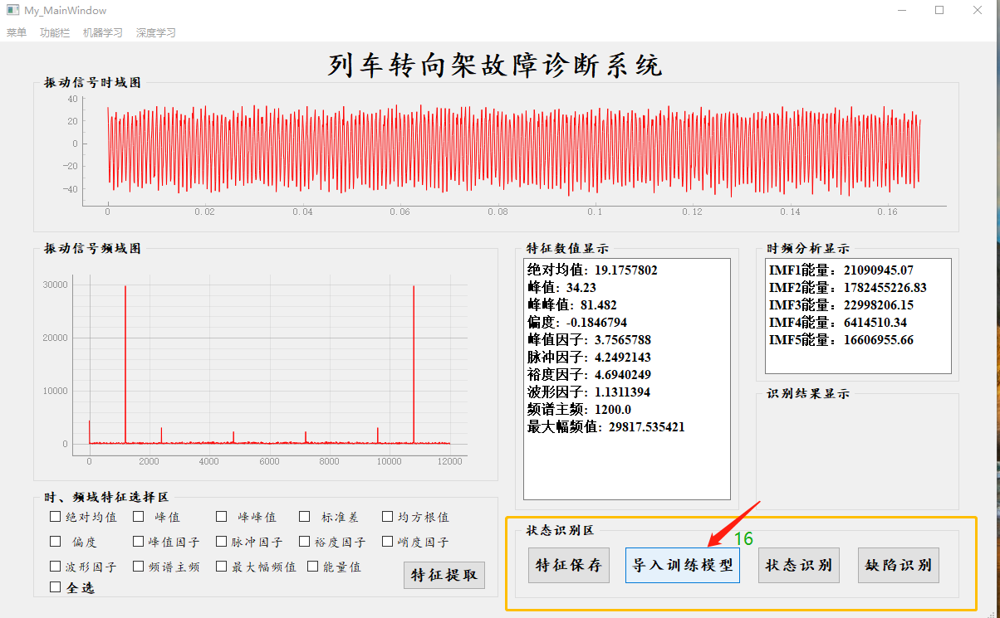 My_MainWindow
菜单 功能栏 机器学习 深度学习
列车转向架故障诊断系统
振动信号时域图
40
20
0
-20
-40
0 0.02 0.04 0.06 0.08 0.1 0.12 0.14 0.16
振动信号频域图
30000
20000
10000
0
0 2000 4000 6000 8000 10000 12000
特征数值显示
绝对均值: 19.1757802
峰值: 34.23
峰峰值: 81.482
偏度: -0.1846794
峰值因子: 3.7565788
脉冲因子: 4.2492143
裕度因子: 4.6940249
波形因子: 1.1311394
频谱主频: 1200.0
最大幅频值: 29817.535421
时频分析显示
IMF1能量: 21090945.07
IMF2能量: 1782455226.83
IMF3能量: 22998206.15
IMF4能量: 6414510.34
IMF5能量: 16606955.66
识别结果显示
时、频域特征选择区
绝对均值 峰值 峰峰值 标准差 均方根值
偏度 峰值因子 脉冲因子 裕度因子 峭度因子
波形因子 频谱主频 最大幅频值 能量值
全选
特征提取
状态识别区
16
特征保存 导入训练模型 状态识别 缺陷识别